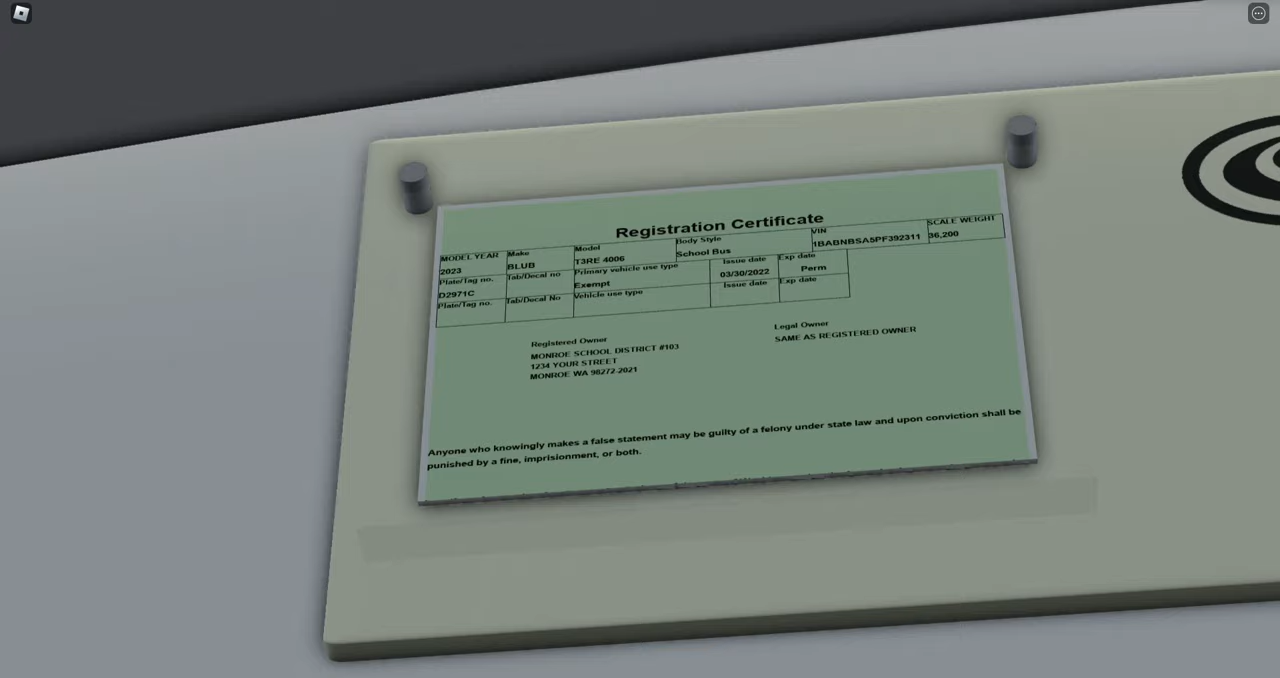 Registration Certificate
MODEL YEAR Make Model Body Style VIN SCALE WEIGHT
2023 BLUB T3RE 4006 School Bus 1BABNBSA5PF392311 36,200
Plate/Tag no. Tab/Decal no Primary vehicle use type Issue date Exp date
D2971C Exempt 03/30/2022 Perm
Plate/Tag no. Tab/Decal No Vehicle use type Issue date Exp date
Registered Owner
MONROE SCHOOL DISTRICT #103
1234 YOUR STREET
MONROE WA 98272-2021
Legal Owner
SAME AS REGISTERED OWNER
Anyone who knowingly makes a false statement may be guilty of a felony under state law and upon conviction shall be
punished by a fine, imprisionment, or both.